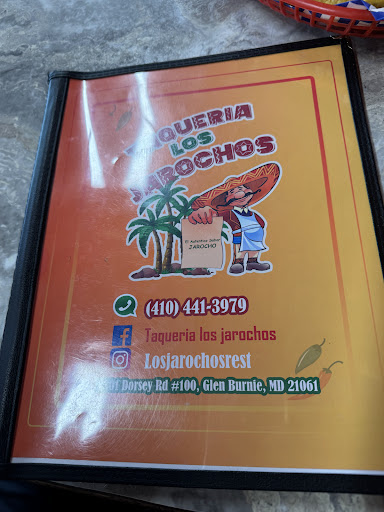 TAQUERIA
LOS
JAROCHOS
El Autentico Sabor
JAROCHO
(410) 441-3979
Taqueria los jarochos
Losjarochosrest
Dorsey Rd #100, Glen Burnie, MD 21061